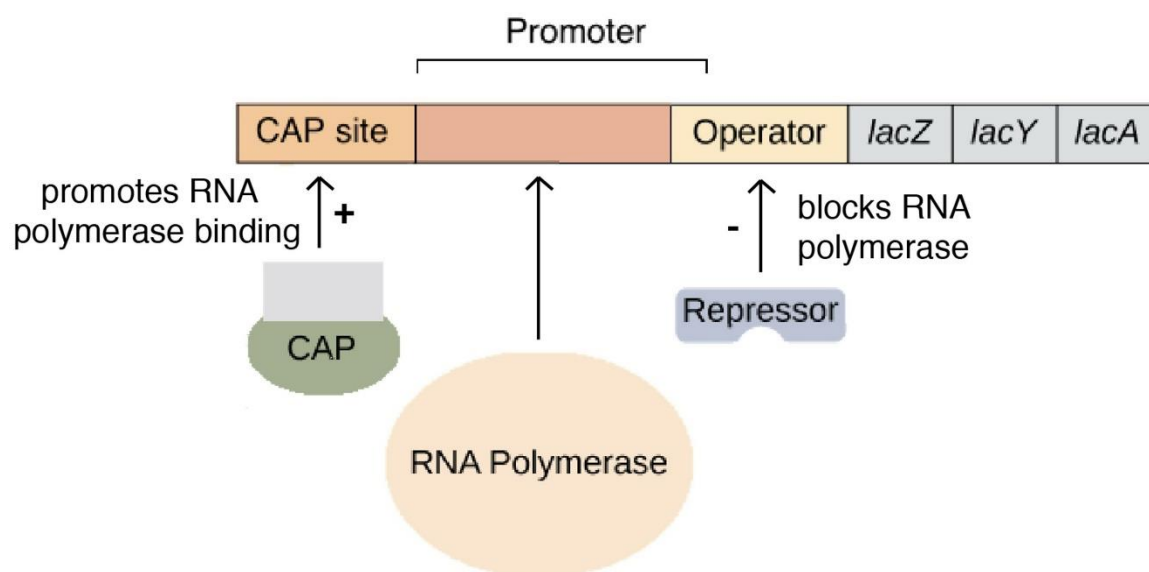 Promoter
CAP site
Operator
lacZ
lacY
lacA
promotes RNA
polymerase binding
+
-
blocks RNA
polymerase
CAP
Repressor
RNA Polymerase